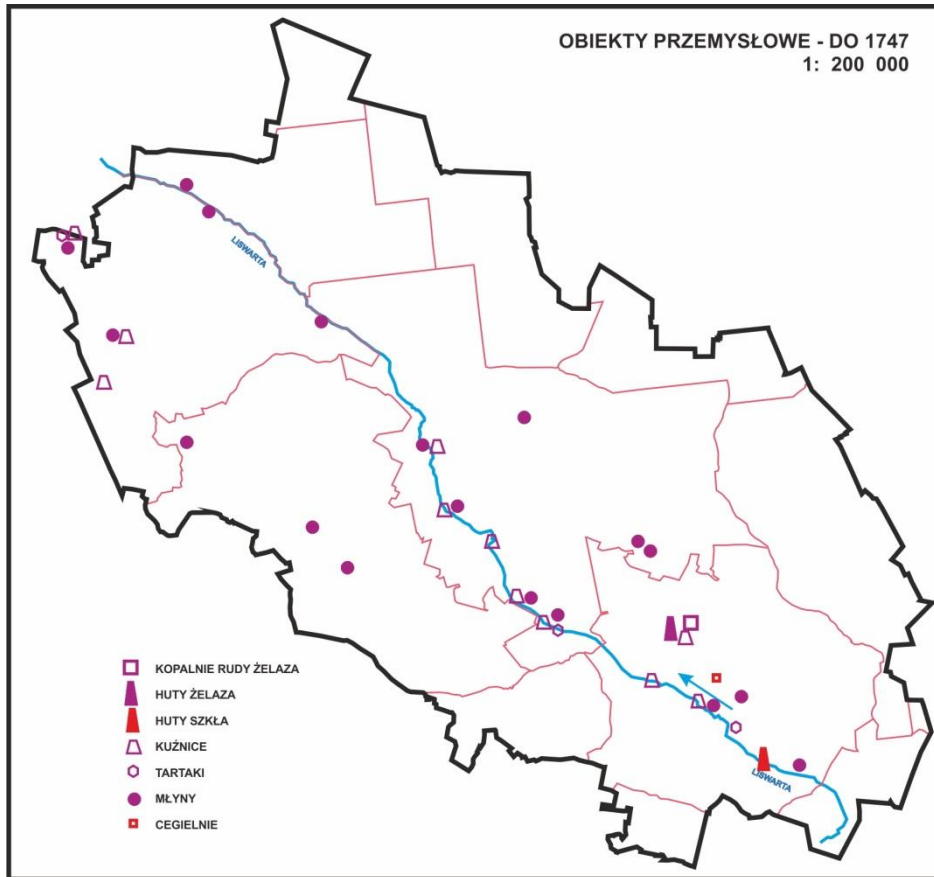 OBIEKTY PRZEMYSŁOWE - DO 1747
1: 200 000
LISWARTA
KOPALNIE RUDY ŻELAZA
HUTY ŻELAZA
HUTY SZKŁA
KUŹNICE
TARTAKI
MŁYNY
CEGIELNIE
LISWARTA